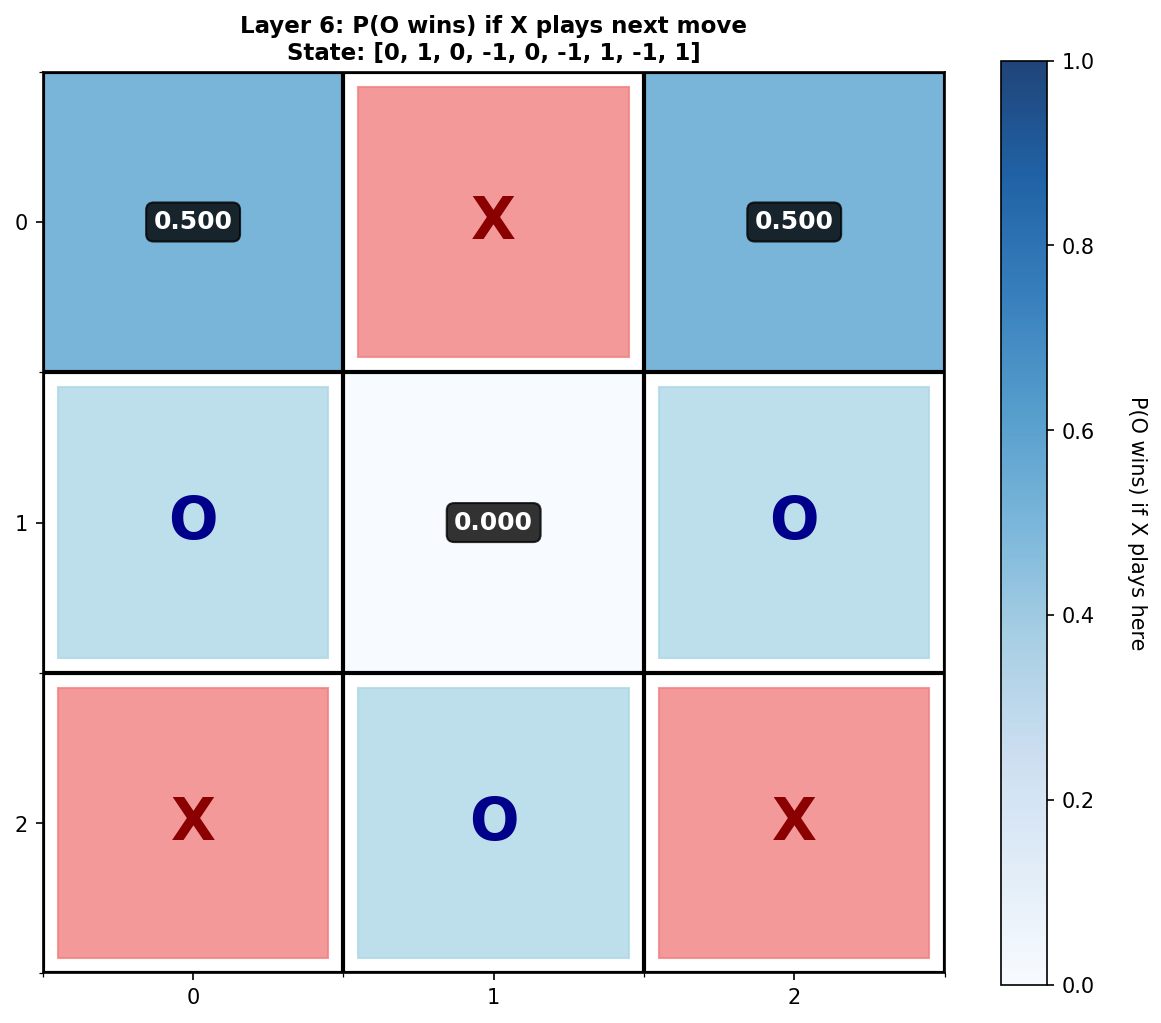 Layer 6: P(O wins) if X plays next move
State: [0, 1, 0, -1, 0, -1, 1, -1, 1]
0
0.500
X
0.500
1
O
0.000
O
2
X
O
X
0
1
2
1.0
0.8
0.6
0.4
0.2
0.0
P(O wins) if X plays here